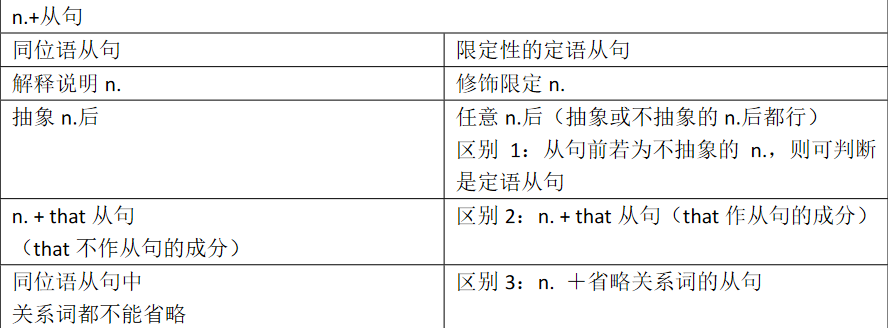 n.+从句
同位语从句
限定性的定语从句
解释说明 n.
修饰限定 n.
抽象 n.后
任意 n.后（抽象或不抽象的 n.后都行）
区别 1：从句前若为不抽象的 n.，则可判断
是定语从句
n. + that 从句
（that 不作从句的成分）
区别 2：n. + that 从句（that 作从句的成分）
同位语从句中
关系词都不能省略
区别 3：n. ＋省略关系词的从句